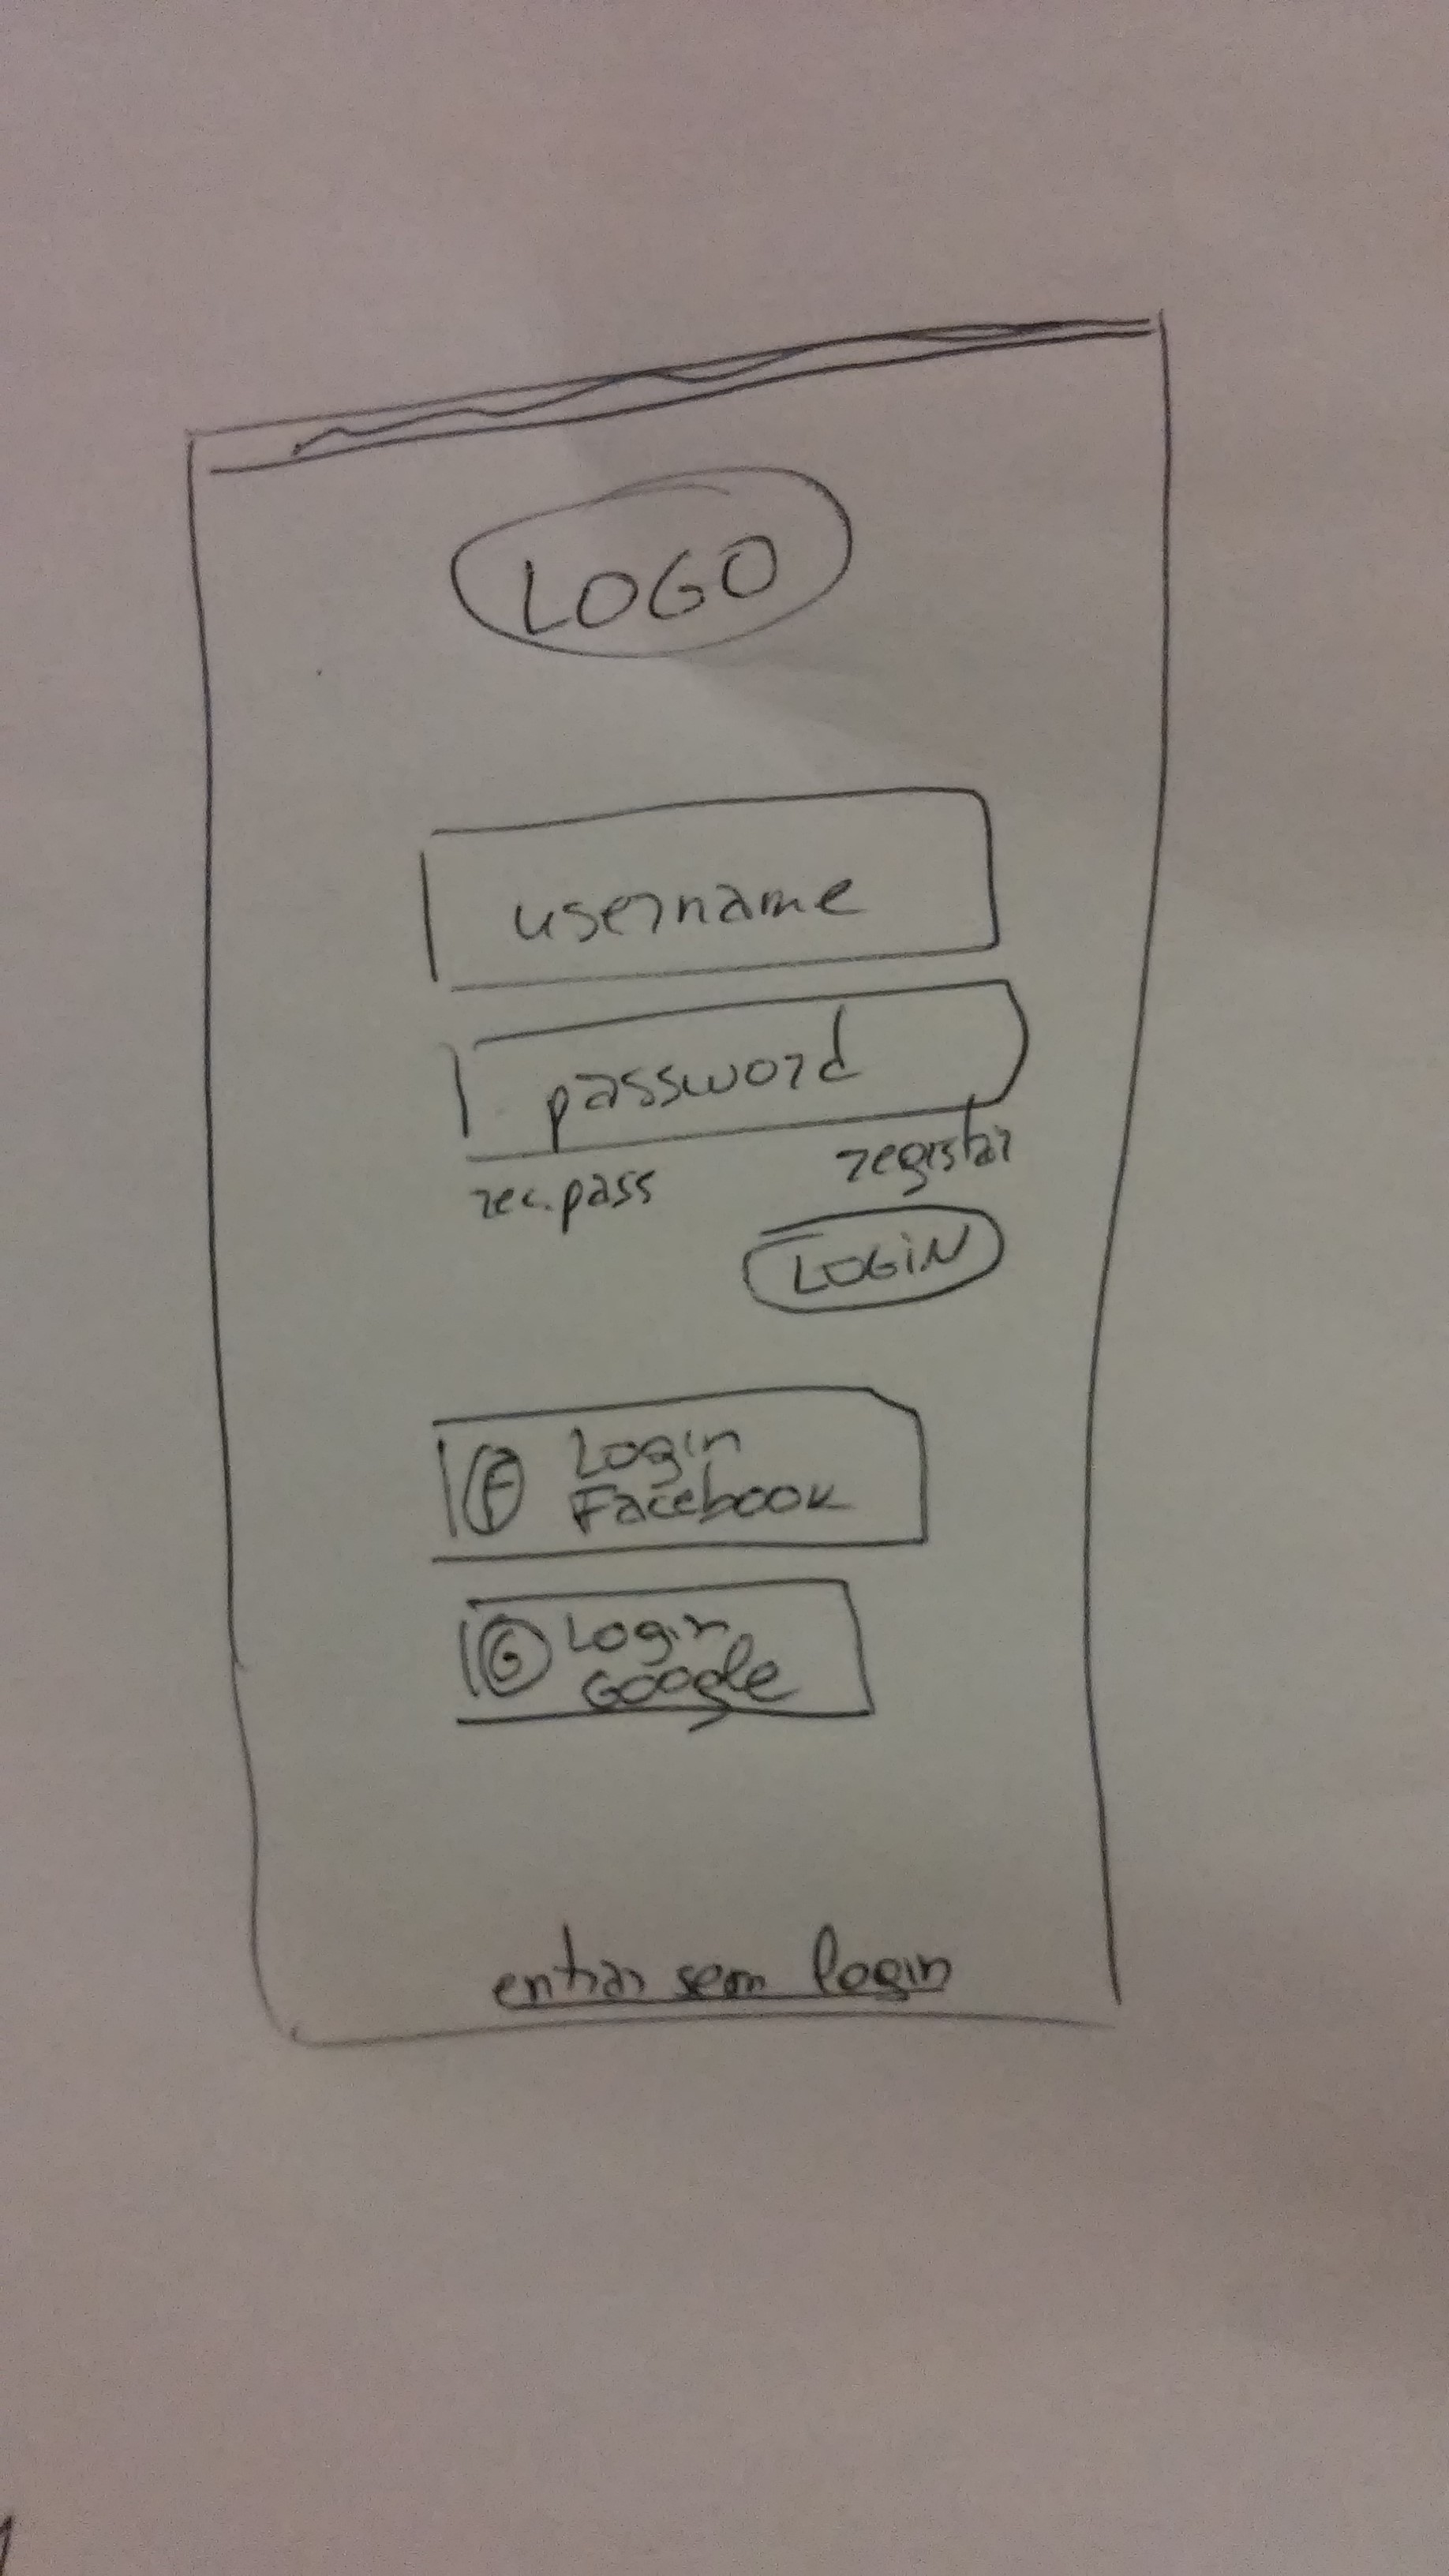 LOGO
username
password
rec. pass registar
LOGIN
F Login
Facebook
G Login
Google
entrar sem login